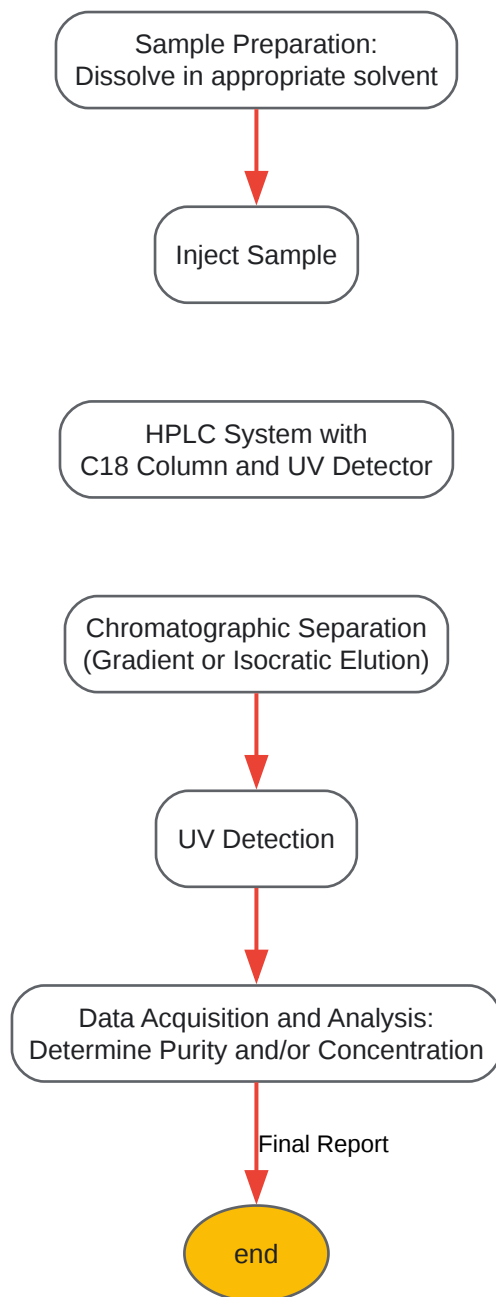 Sample Preparation:
Dissolve in appropriate solvent
Inject Sample
HPLC System with
C18 Column and UV Detector
Chromatographic Separation
(Gradient or Isocratic Elution)
UV Detection
Data Acquisition and Analysis:
Determine Purity and/or Concentration
Final Report
end